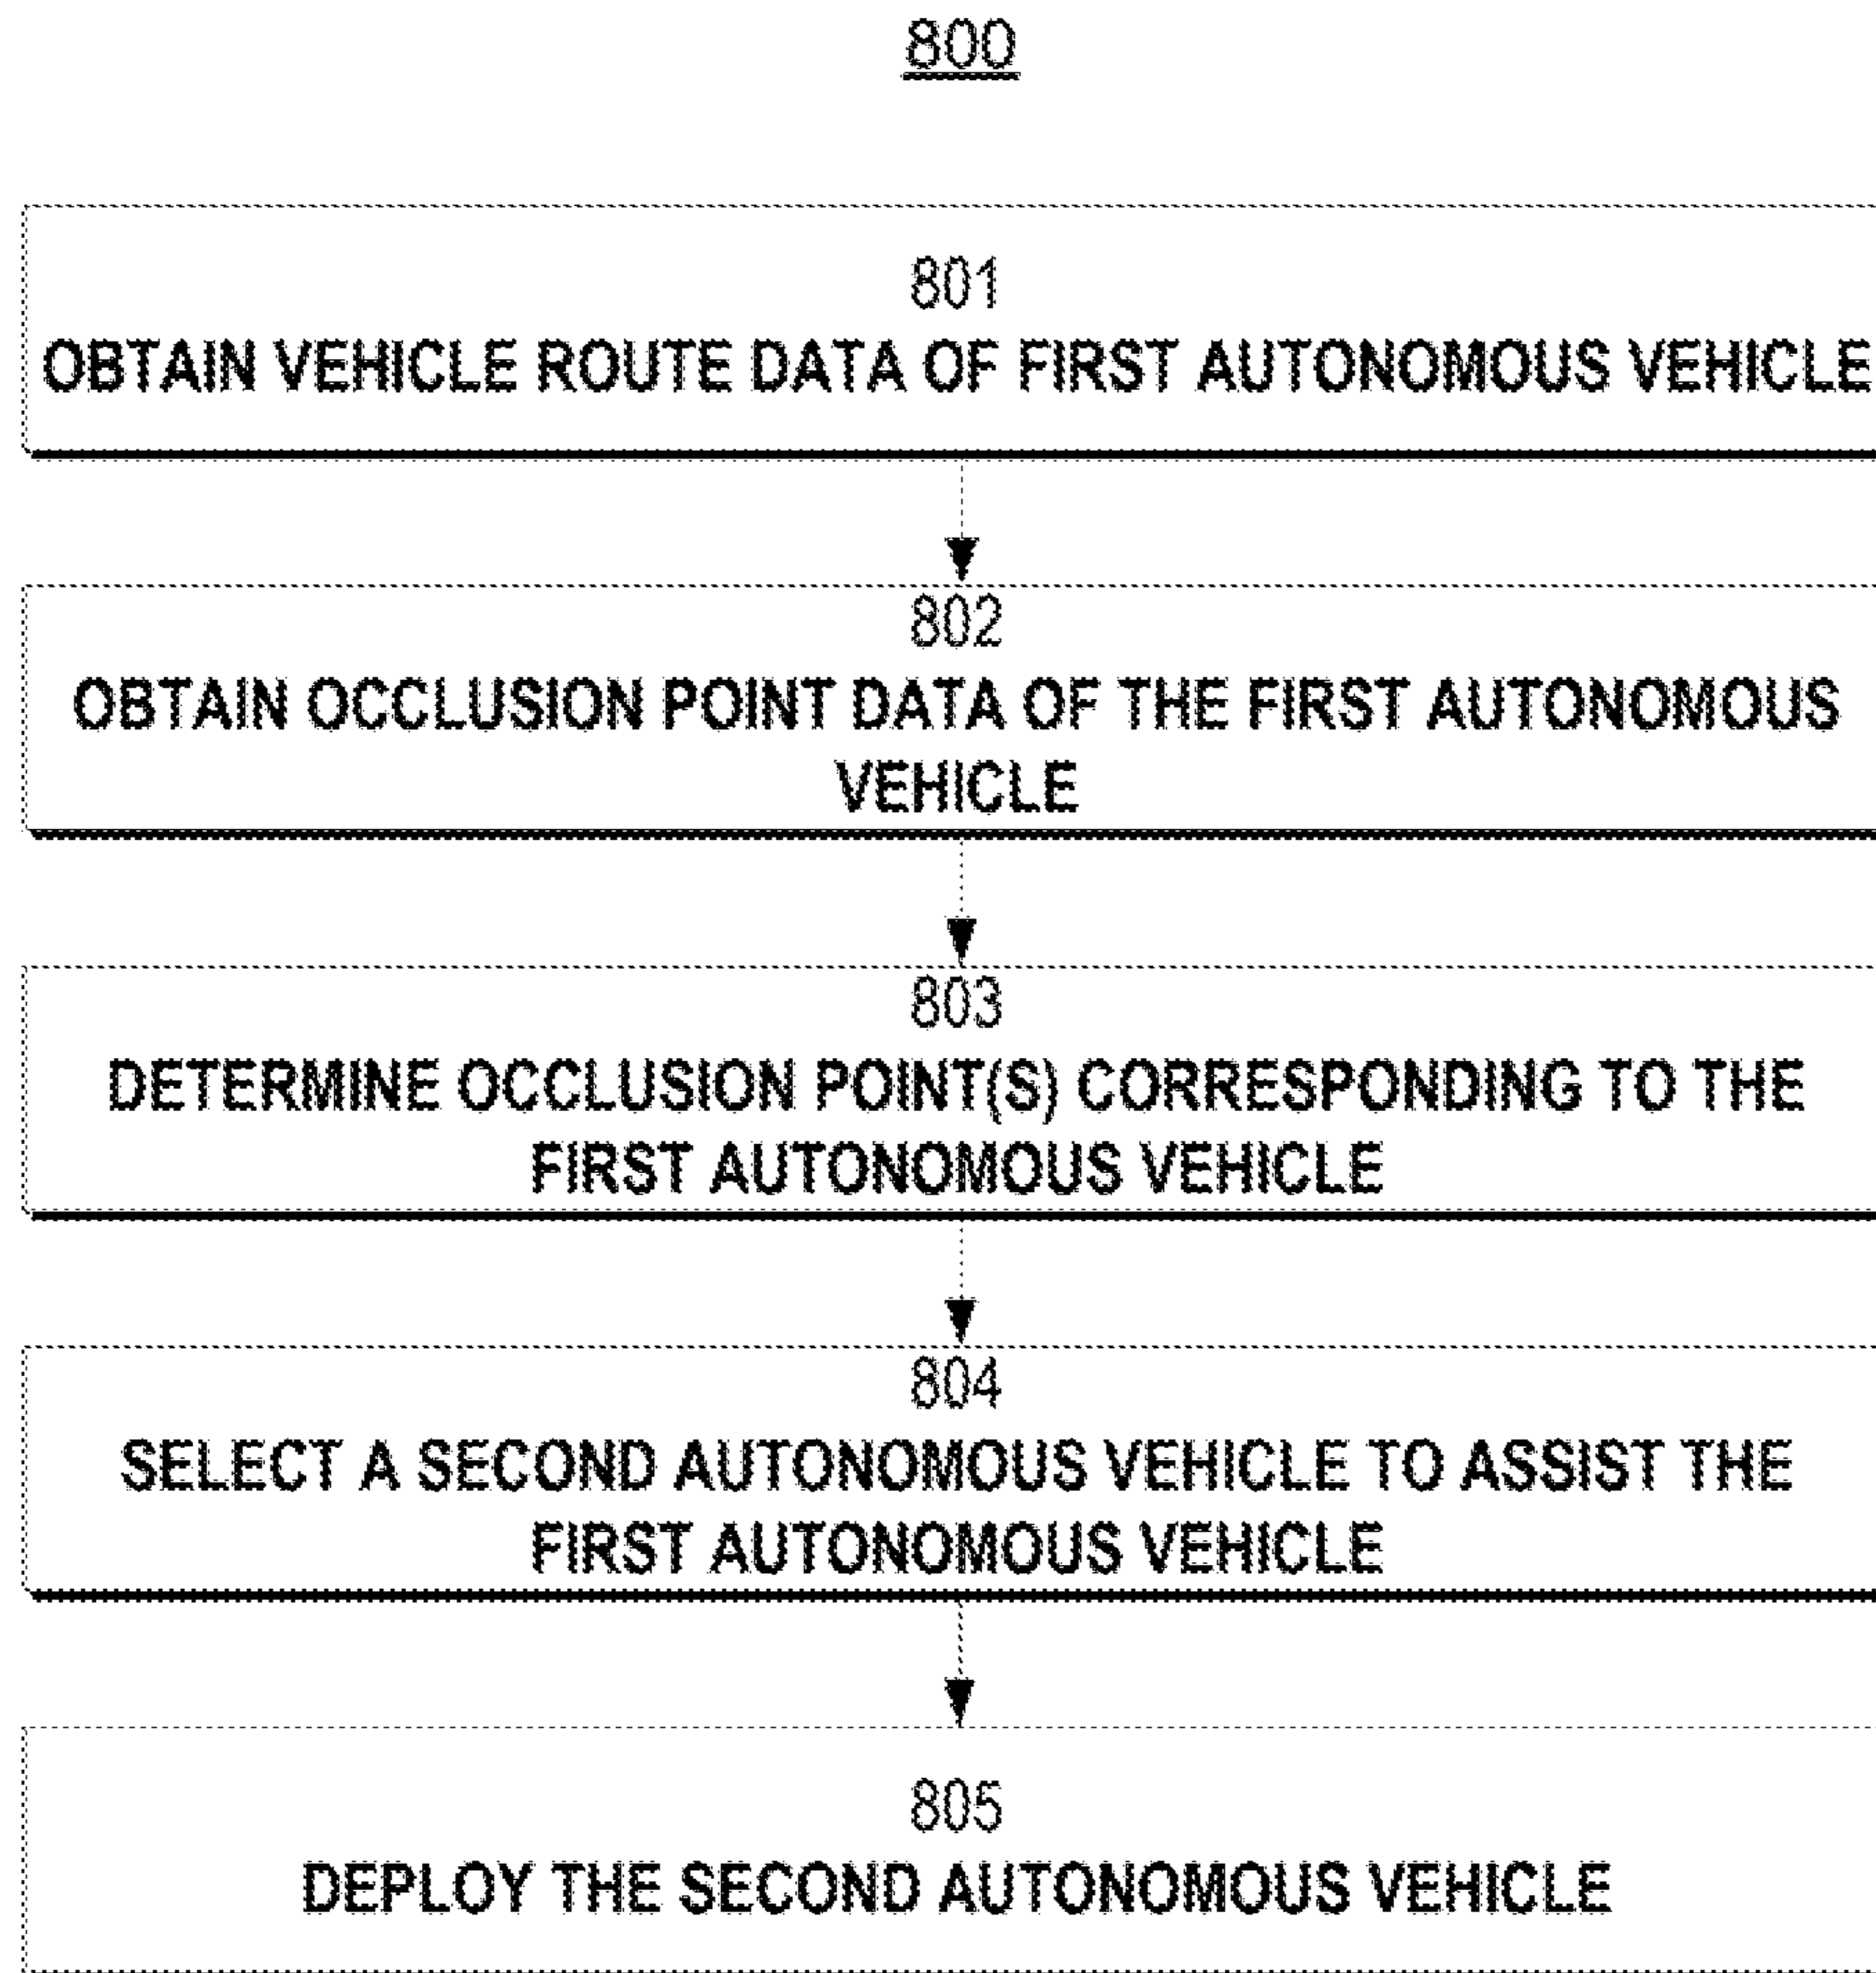 800
801
OBTAIN VEHICLE ROUTE DATA OF FIRST AUTONOMOUS VEHICLE
802
OBTAIN OCCLUSION POINT DATA OF THE FIRST AUTONOMOUS
VEHICLE
803
DETERMINE OCCLUSION POINT(S) CORRESPONDING TO THE
FIRST AUTONOMOUS VEHICLE
804
SELECT A SECOND AUTONOMOUS VEHICLE TO ASSIST THE
FIRST AUTONOMOUS VEHICLE
805
DEPLOY THE SECOND AUTONOMOUS VEHICLE